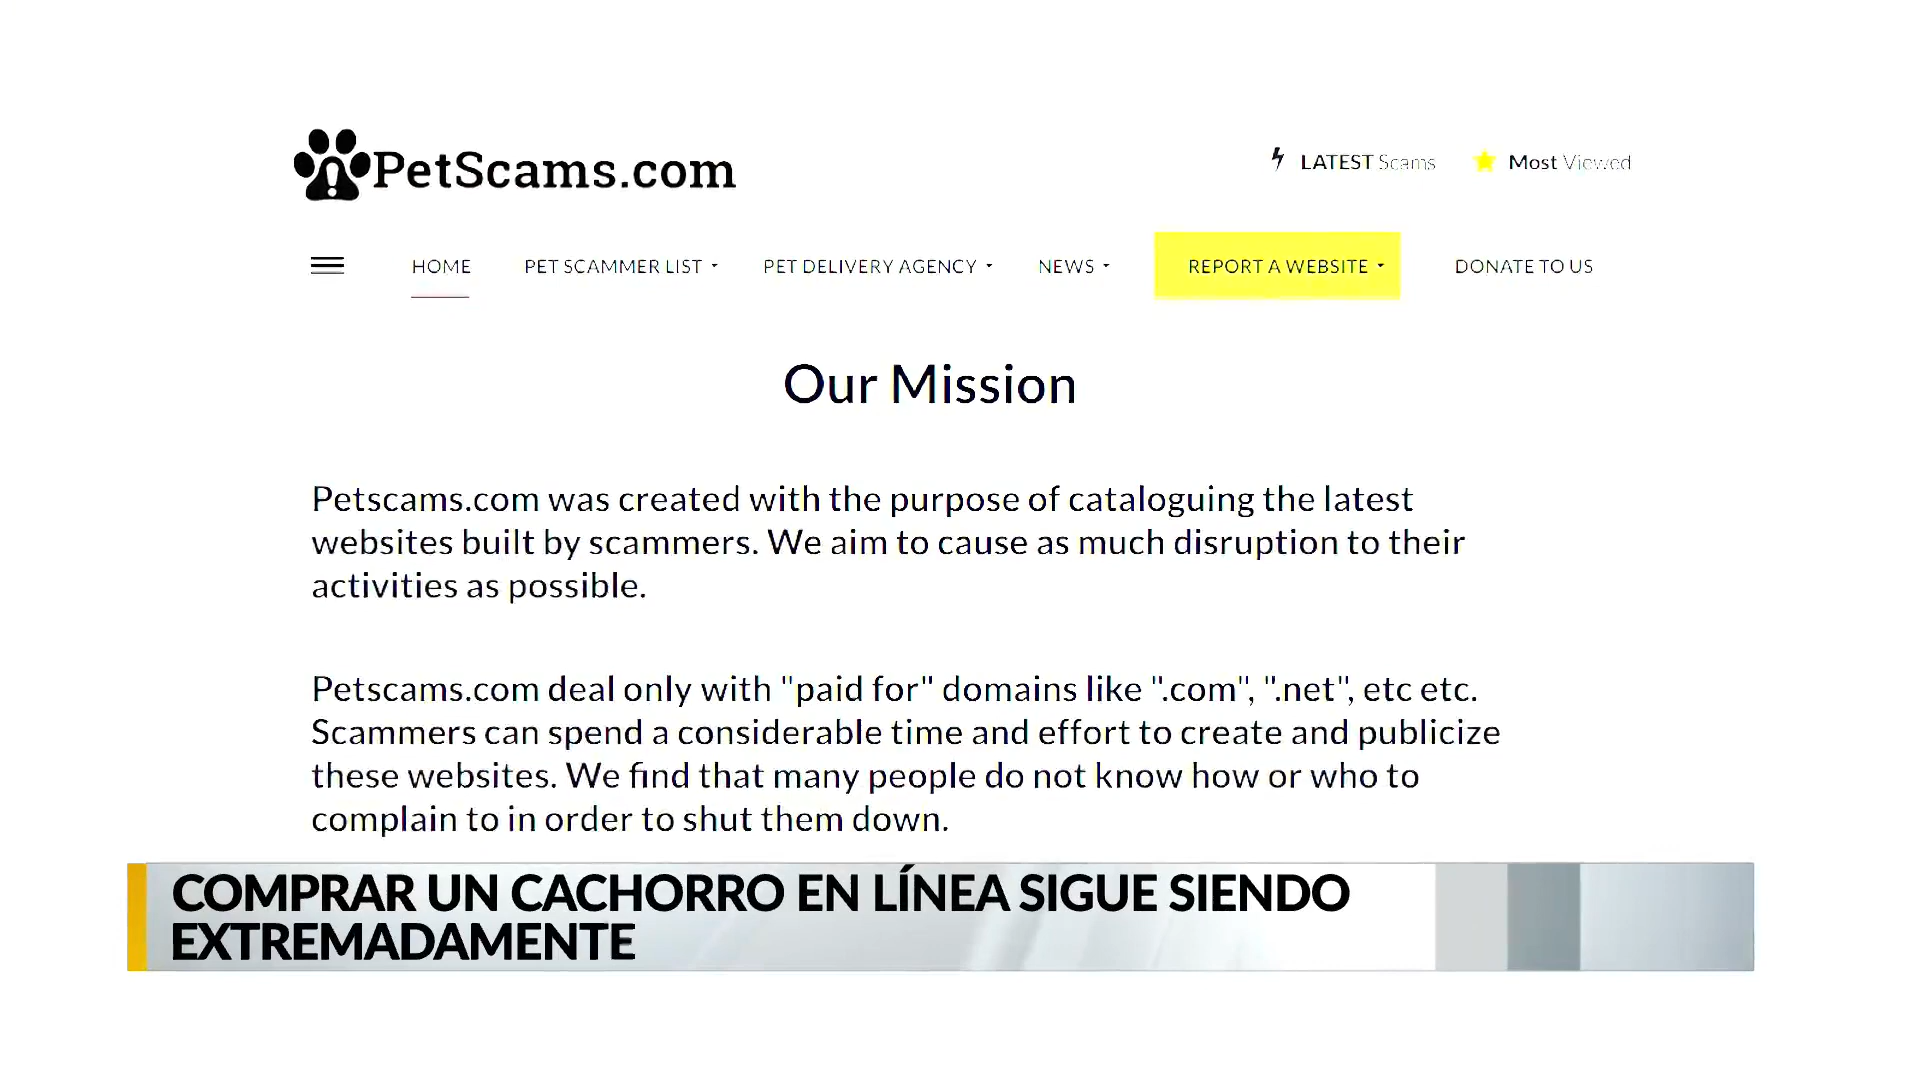 PetScams.com
LATEST Scams
Most Viewed
HOME
PET SCAMMER LIST
PET DELIVERY AGENCY
NEWS
REPORT A WEBSITE
DONATE TO US
Our Mission
Petscams.com was created with the purpose of cataloguing the latest
websites built by scammers. We aim to cause as much disruption to their
activities as possible.
Petscams.com deal only with "paid for" domains like ".com", ".net", etc etc.
Scammers can spend a considerable time and effort to create and publicize
these websites. We find that many people do not know how or who to
complain to in order to shut them down.
COMPRAR UN CACHORRO EN LÍNEA SIGUE SIENDO
EXTREMADAMENTE